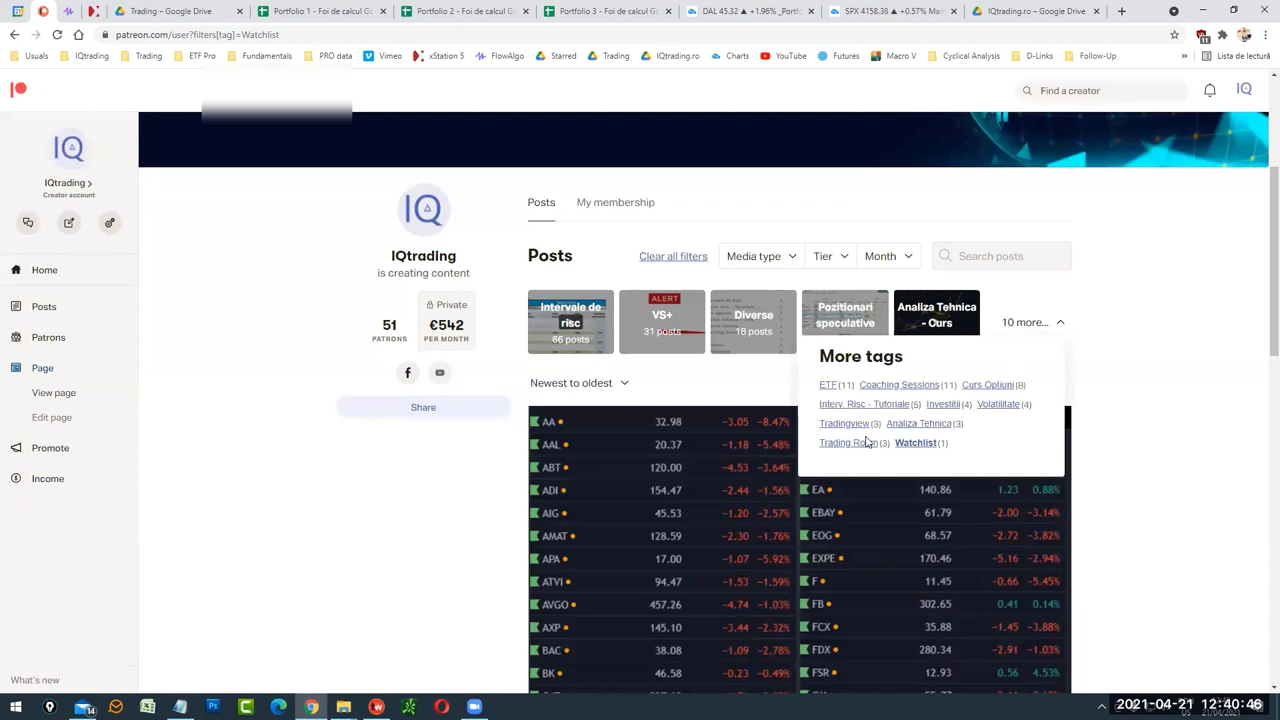 Trading – Google Drive
Portfolio 1 - Foi de calcul Go
Portfolio 2 - Foi de calcul Go
Portfolio 3 - Foi de calcul Go
DAL 45.32 ▲ +1.96%_Portfo
SPX 4158.38 ▲ +0.57% Mar
IQTrading.ro – Google Drive
patreon.com/user?filters[tag]=Watchlist
Usuals
IQtrading
Trading
ETF Pro
Fundamentals
PRO data
Vimeo
xStation 5
FlowAlgo
Starred
Trading
IQTrading.ro
Charts
YouTube
Futures
Macro V
Cyclical Analysis
D-Links
Follow-Up
»
Listă de lectură
Find a creator
IQ
IQ
IQtrading >
Creator account
Home
Posts
Patrons
Page
View page
Edit page
Promote
Income
What's new
IQ
IQtrading
is creating content
51
PATRONS
Private
€542
PER MONTH
Share
Posts
My membership
Posts
Clear all filters
Media type
Tier
Month
Search posts
Intervale de
risc
66 posts
ALERT
VS+
31 posts
Diverse
18 posts
Pozitionari
speculative
Analiza Tehnica
- Ours
10 more...
More tags
ETF (11) Coaching Sessions (11) Curs Optiuni (8)
Interv. Risc - Tutoriale (5) Investitii (4) Volatilitate (4)
Tradingview (3) Analiza Tehnica (3)
Trading Room (3) Watchlist (1)
Newest to oldest
AA 32.98 -3.05 -8.47%
AAL 20.37 -1.18 -5.48%
ABT 120.00 -4.53 -3.64%
ADI 154.47 -2.44 -1.56%
AIG 45.53 -1.20 -2.57%
AMAT 128.59 -2.30 -1.76%
APA 17.00 -1.07 -5.92%
ATVI 94.47 -1.53 -1.59%
AVGO 457.26 -4.74 -1.03%
AXP 145.10 -3.44 -2.32%
BAC 38.08 -1.09 -2.78%
BK 46.58 -0.23 -0.49%
EA 140.86 1.23 0.88%
EBAY 61.79 -2.00 -3.14%
EOG 68.57 -2.72 -3.82%
EXPE 170.46 -5.16 -2.94%
F 11.45 -0.66 -5.45%
FB 302.65 0.41 0.14%
FCX 35.88 -1.45 -3.88%
FDX 280.34 -2.91 -1.03%
FSR 12.93 0.56 4.53%
14
2021-04-21 12:40:46